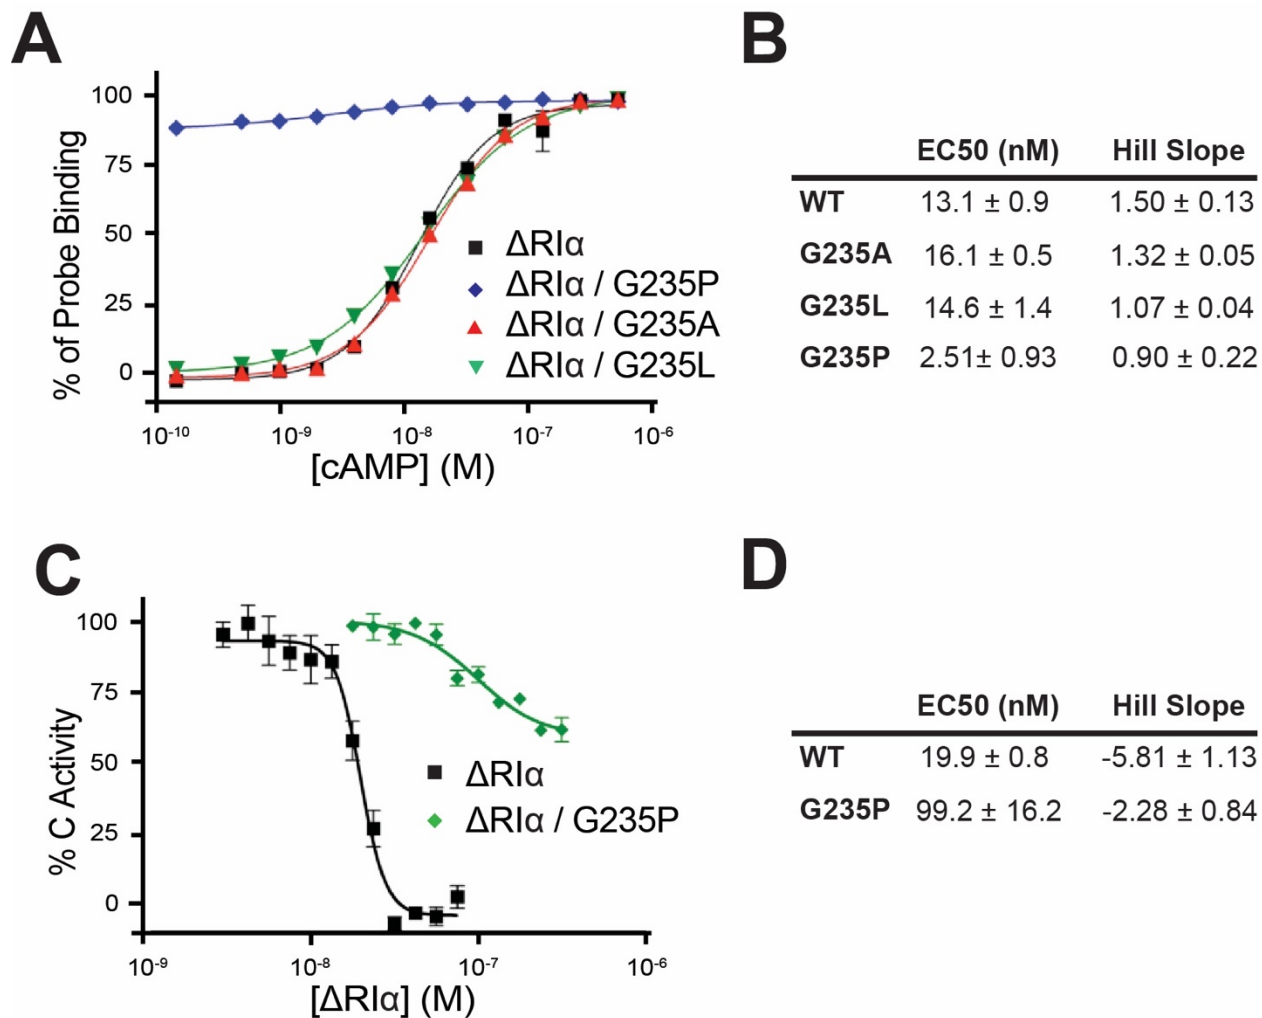 A
100
75
50
25
0
% of Probe Binding
ΔRIα
ΔRIα / G235P
ΔRIα / G235A
ΔRIα / G235L
10-10 10-9 10-8 10-7 10-6
[cAMP] (M)
B
EC50 (nM) Hill Slope
WT 13.1 ± 0.9 1.50 ± 0.13
G235A 16.1 ± 0.5 1.32 ± 0.05
G235L 14.6 ± 1.4 1.07 ± 0.04
G235P 2.51± 0.93 0.90 ± 0.22
C
100
75
50
25
0
% C Activity
ΔRIα
ΔRIα / G235P
10-9 10-8 10-7 10-6
[ΔRIα] (M)
D
EC50 (nM) Hill Slope
WT 19.9 ± 0.8 -5.81 ± 1.13
G235P 99.2 ± 16.2 -2.28 ± 0.84